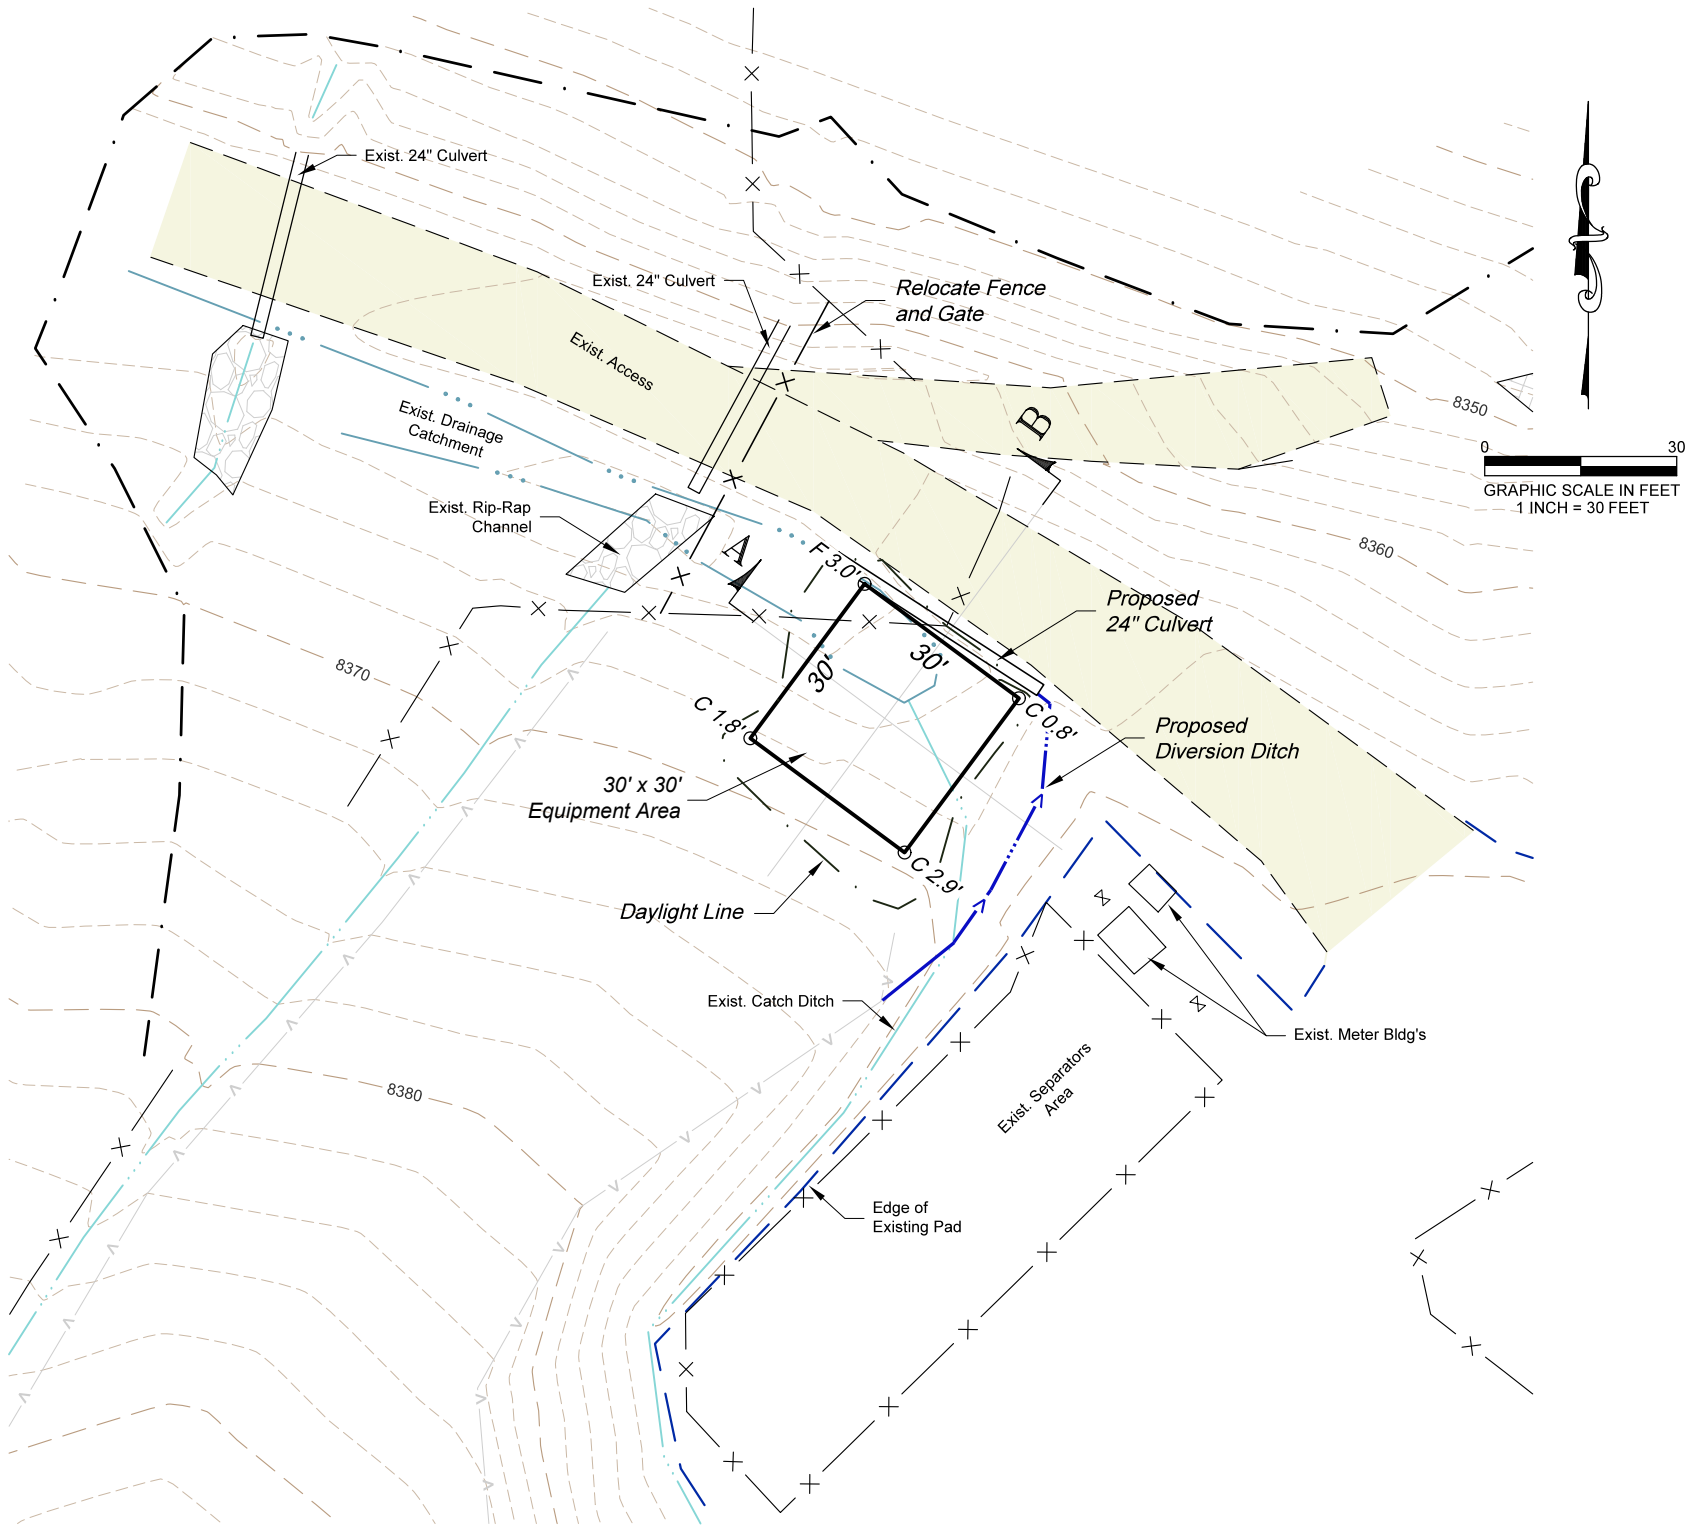 Exist. 24" Culvert
Exist. 24" Culvert
Relocate Fence
and Gate
Exist. Access
Exist. Drainage
Catchment
B
8350
0 30
GRAPHIC SCALE IN FEET
1 INCH = 30 FEET
Exist. Rip-Rap
Channel
A
F 3.0'
8360
Proposed
24" Culvert
30'
30'
8370
C 1.8'
C 0.8'
Proposed
Diversion Ditch
30' x 30'
Equipment Area
C 2.9'
Daylight Line
Exist. Catch Ditch
Exist. Meter Bldg's
Exist. Separators
Area
8380
Edge of
Existing Pad